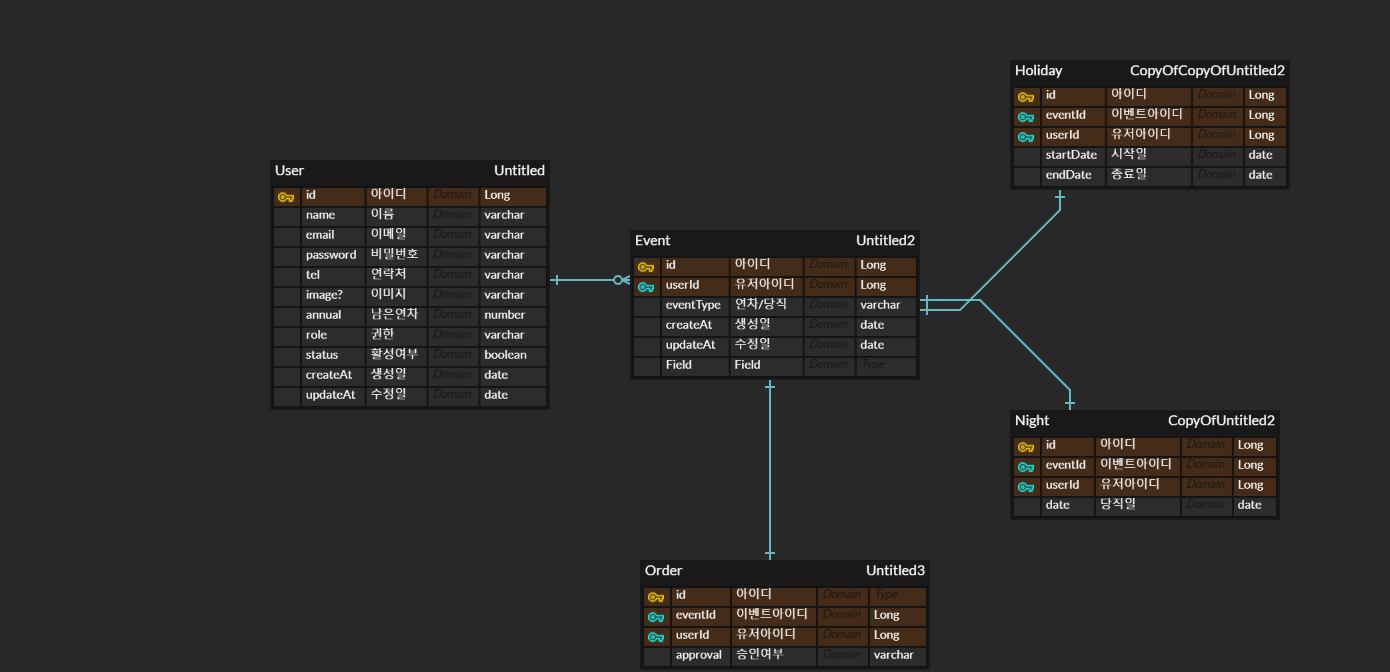 User Untitled
id 아이디 Domain Long
name 이름 Domain varchar
email 이메일 Domain varchar
password 비밀번호 Domain varchar
tel 연락처 Domain varchar
image? 이미지 Domain varchar
annual 남은연차 Domain number
role 권한 Domain varchar
status 활성여부 Domain boolean
createAt 생성일 Domain date
updateAt 수정일 Domain date
Event Untitled2
id 아이디 Domain Long
userId 유저아이디 Domain Long
eventType 연차/당직 Domain varchar
createAt 생성일 Domain date
updateAt 수정일 Domain date
Field Field Domain Type
Holiday CopyOfCopyOfUntitled2
id 아이디 Domain Long
eventId 이벤트아이디 Domain Long
userId 유저아이디 Domain Long
startDate 시작일 Domain date
endDate 종료일 Domain date
Night CopyOfUntitled2
id 아이디 Domain Long
eventId 이벤트아이디 Domain Long
userId 유저아이디 Domain Long
date 당직일 Domain date
Order Untitled3
id 아이디 Domain Type
eventId 이벤트아이디 Domain Long
userId 유저아이디 Domain Long
approval 승인여부 Domain varchar